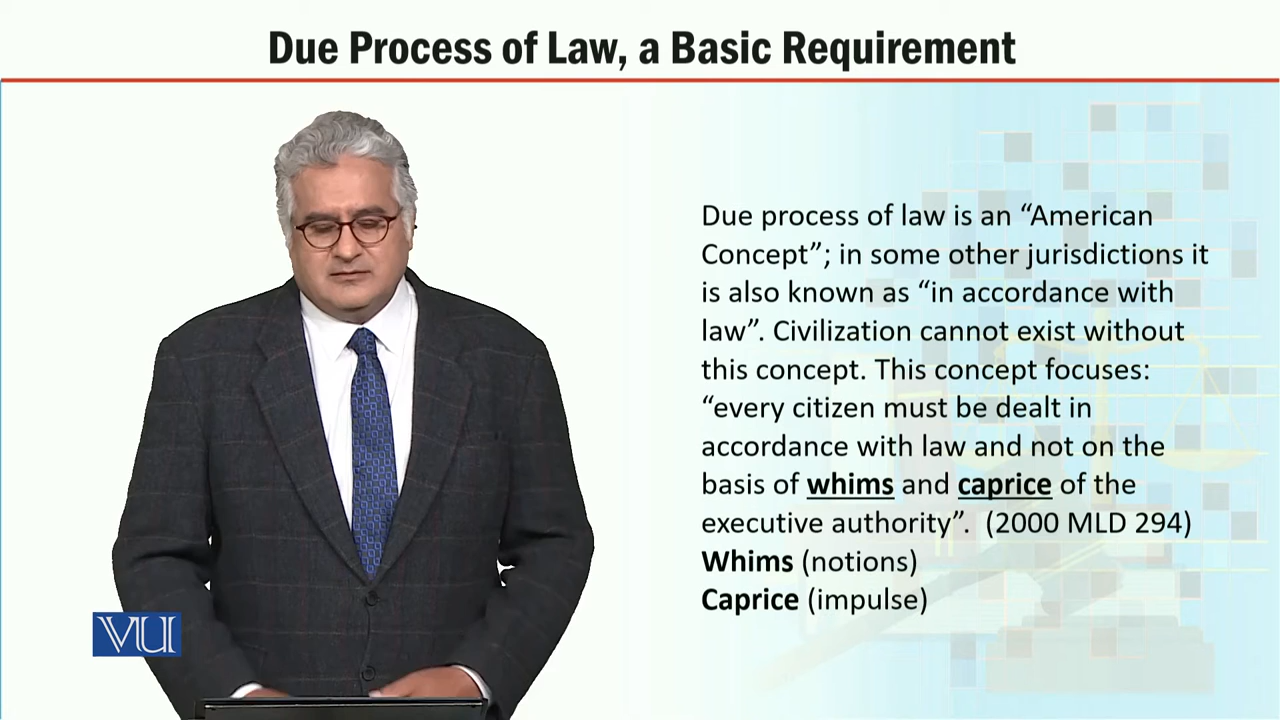 Due Process of Law, a Basic Requirement
Due process of law is an “American
Concept”; in some other jurisdictions it
is also known as “in accordance with
law”. Civilization cannot exist without
this concept. This concept focuses:
“every citizen must be dealt in
accordance with law and not on the
basis of whims and caprice of the
executive authority”.  (2000 MLD 294)
Whims (notions)
Caprice (impulse)
VU